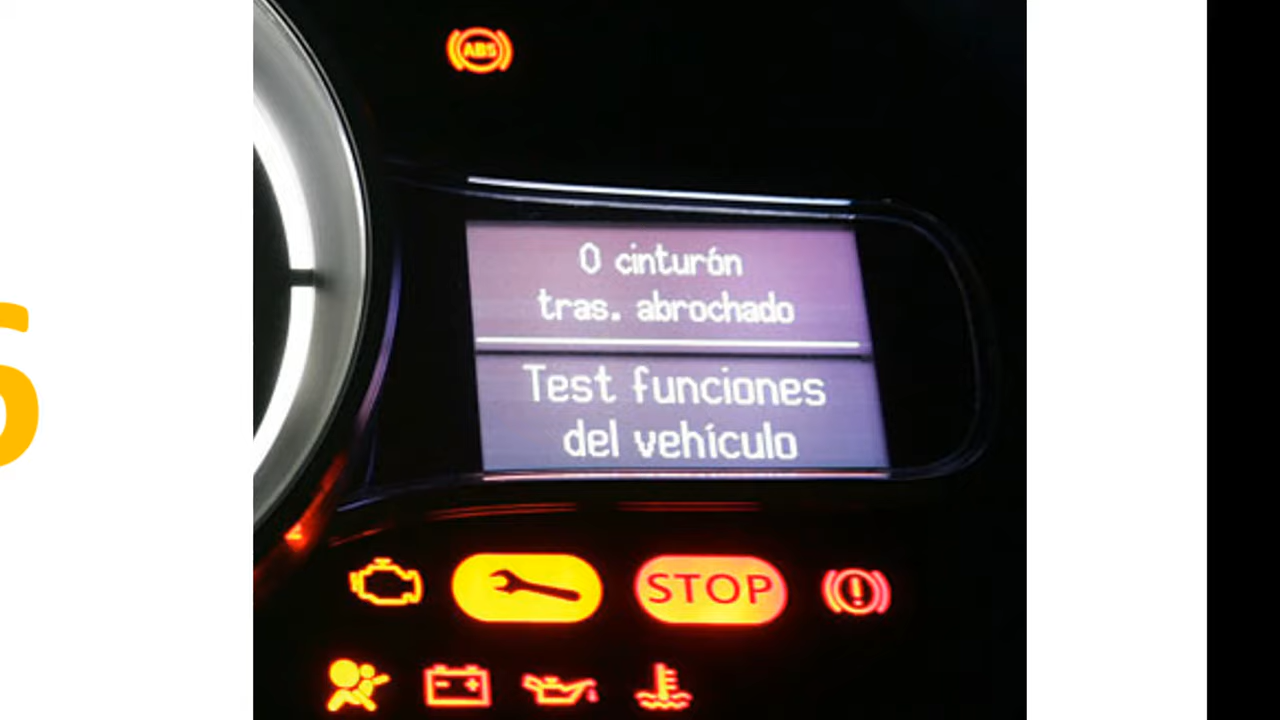 ABS
0 cinturón
tras. abrochado
Test funciones
del vehículo
STOP